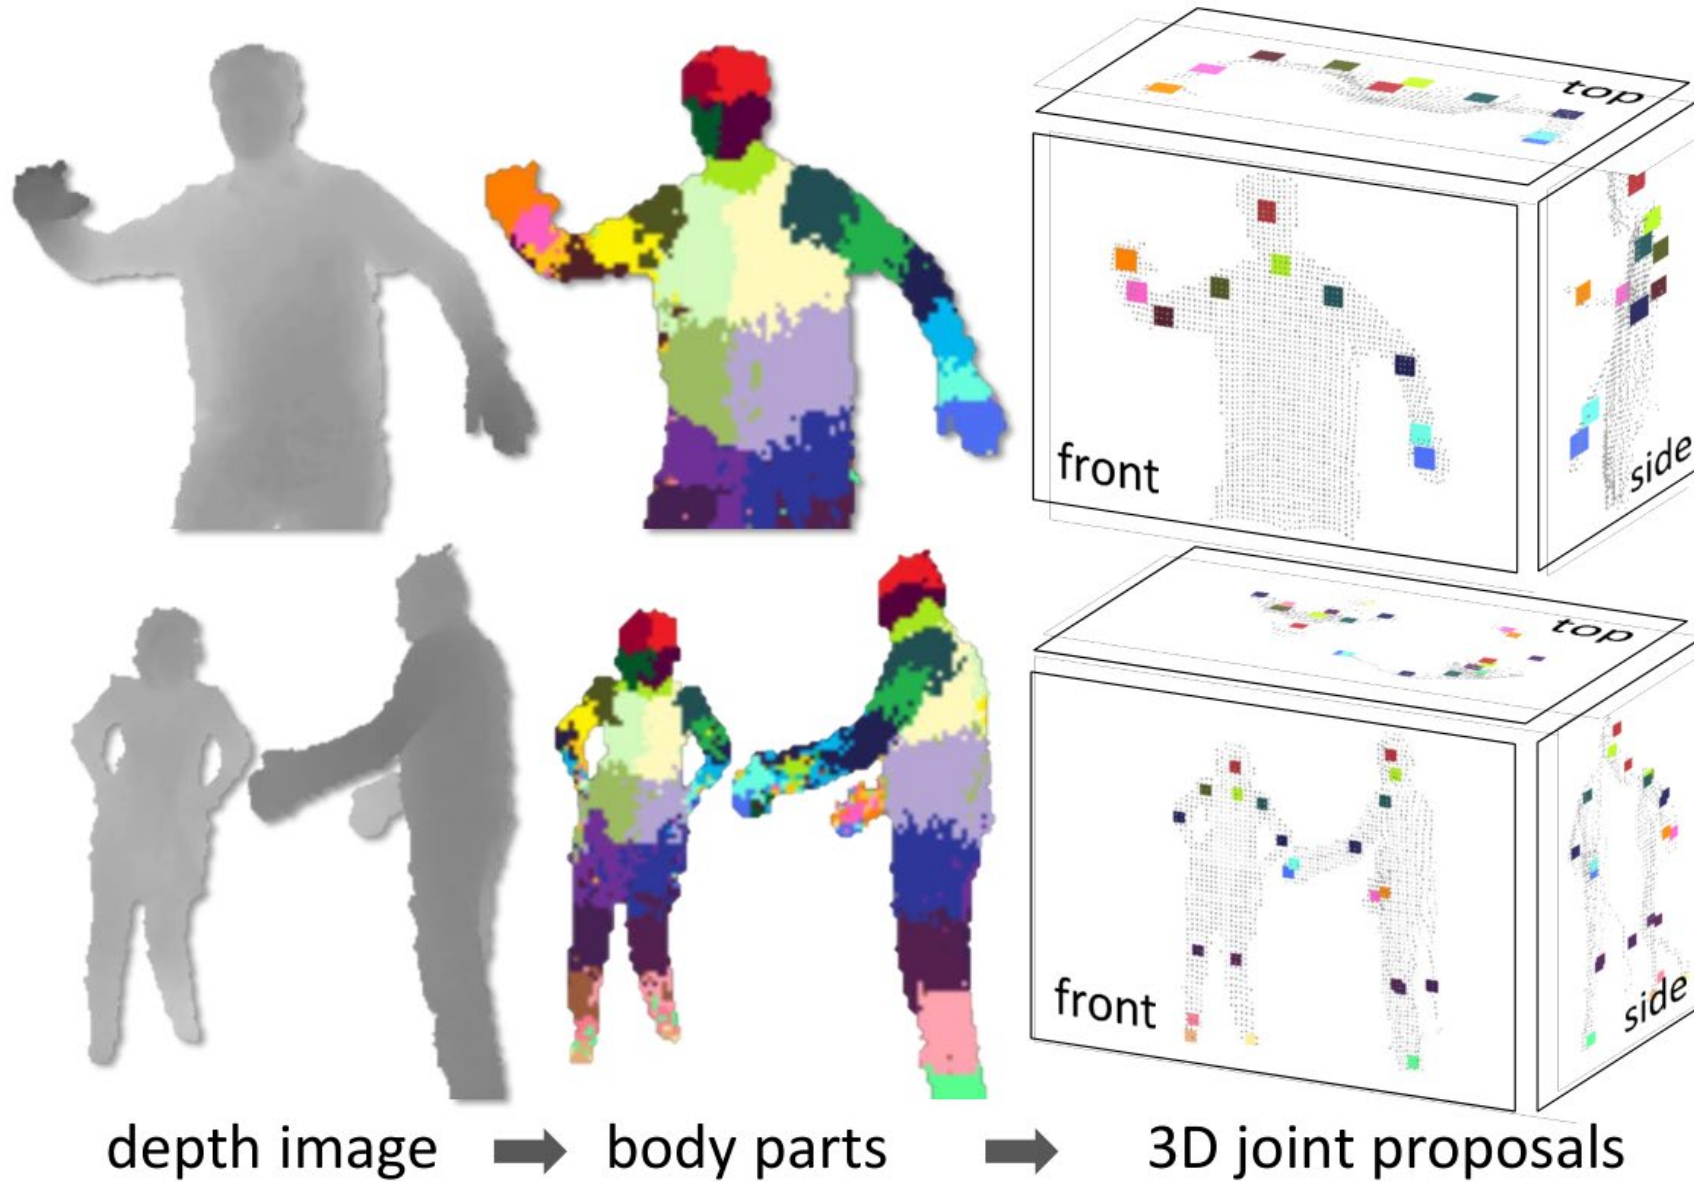 top
front
side
top
front
side
depth image body parts 3D joint proposals